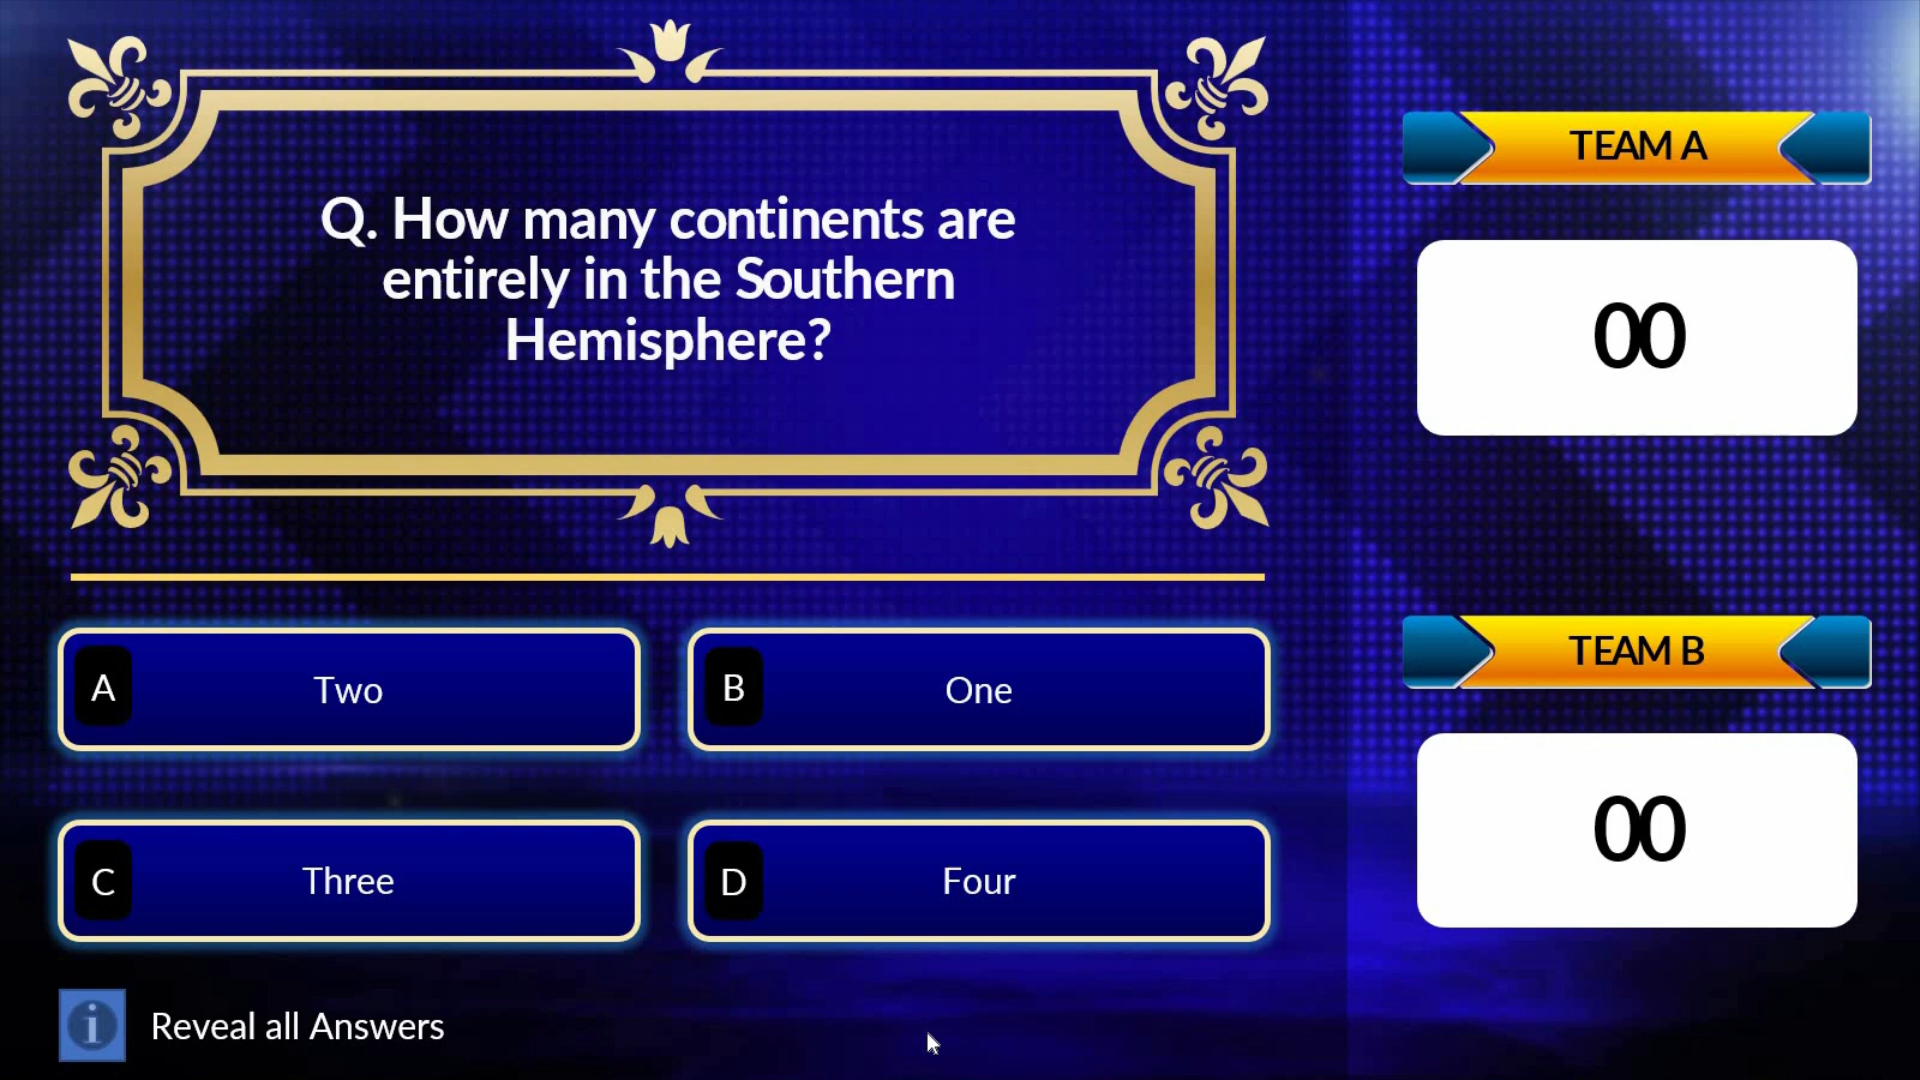 Q. How many continents are
entirely in the Southern
Hemisphere?
A Two
B One
C Three
D Four
Reveal all Answers
TEAM A
00
TEAM B
00